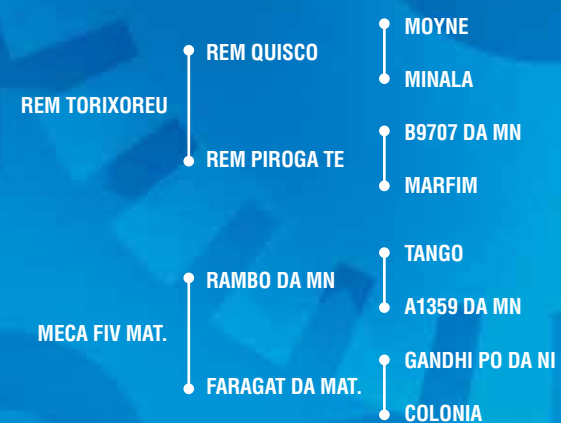 MOYNE
REM QUISCO
MINALA
REM TORIXOREU
B9707 DA MN
REM PIROGA TE
MARFIM
TANGO
RAMBO DA MN
A1359 DA MN
MECA FIV MAT.
GANDHI PO DA NI
FARAGAT DA MAT.
COLONIA